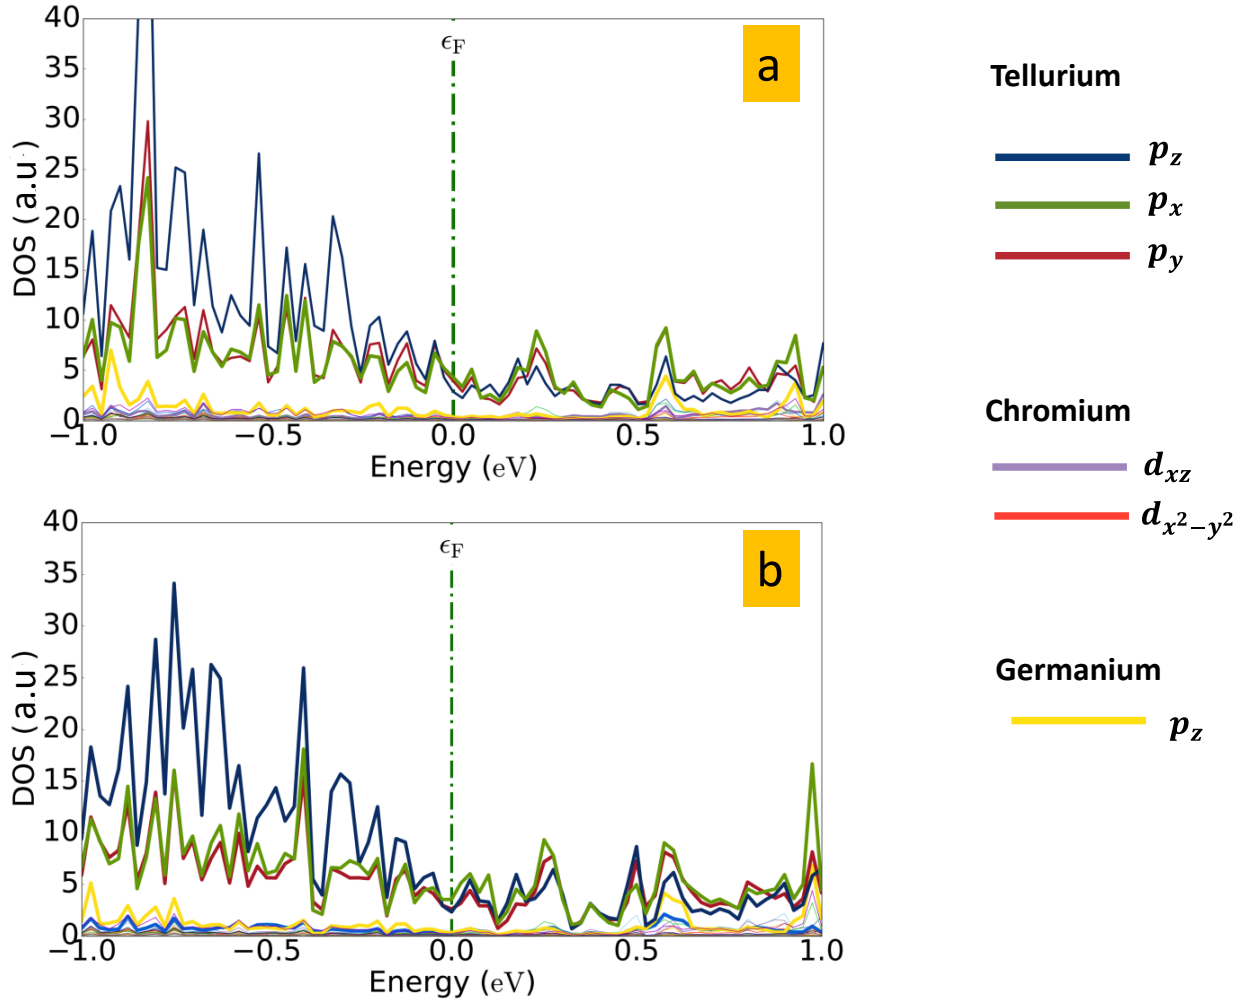 40
35
30
25
20
15
10
5
0
DOS (a.u.)
ϵF
a
−1.0 −0.5 0.0 0.5 1.0
Energy (eV)
40
35
30
25
20
15
10
5
0
DOS (a.u)
ϵF
b
−1.0 −0.5 0.0 0.5 1.0
Energy (eV)
Tellurium
pz
px
py
Chromium
dxz
dx²−y²
Germanium
pz